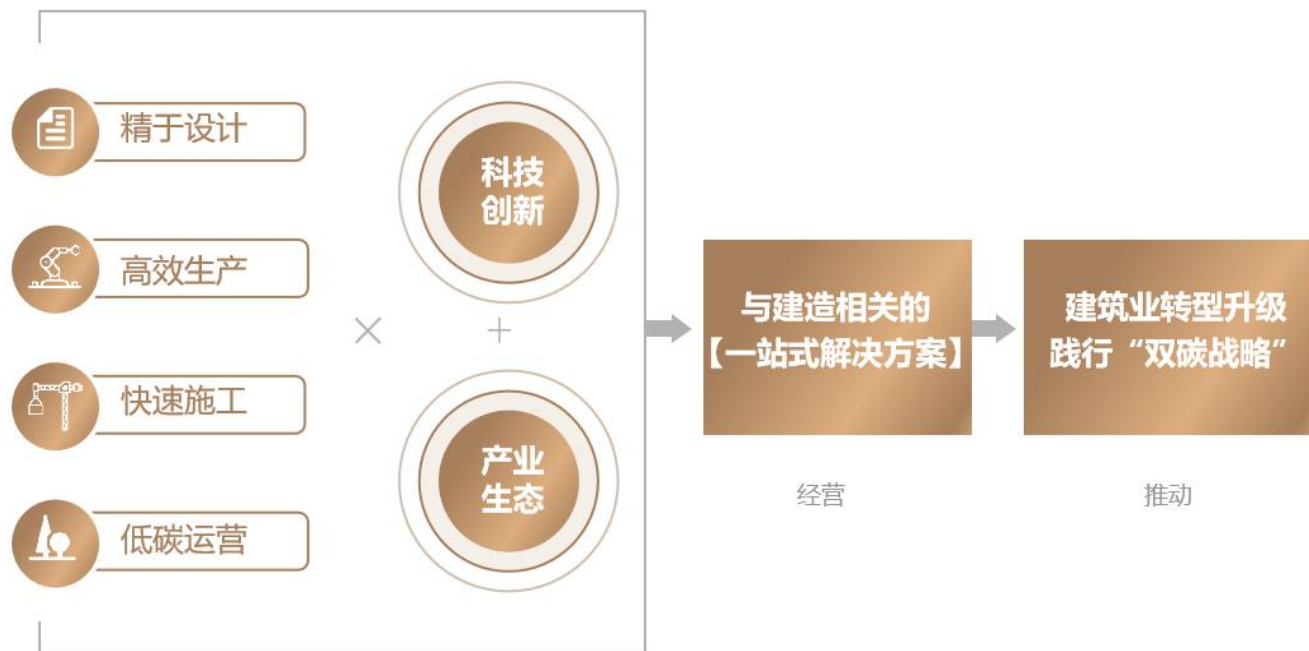 精于设计
高效生产
快速施工
低碳运营
×
科技
创新
+
产业
生态
与建造相关的
【一站式解决方案】
经营
建筑业转型升级
践行“双碳战略”
推动